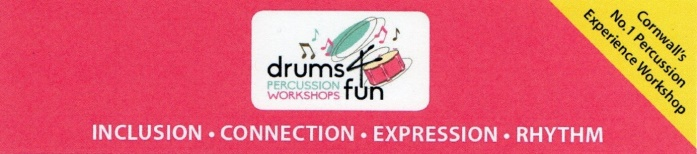 drums 4 fun
PERCUSSION
WORKSHOPS
INCLUSION • CONNECTION • EXPRESSION • RHYTHM
Cornwall's
No.1 Percussion
Experience Workshop